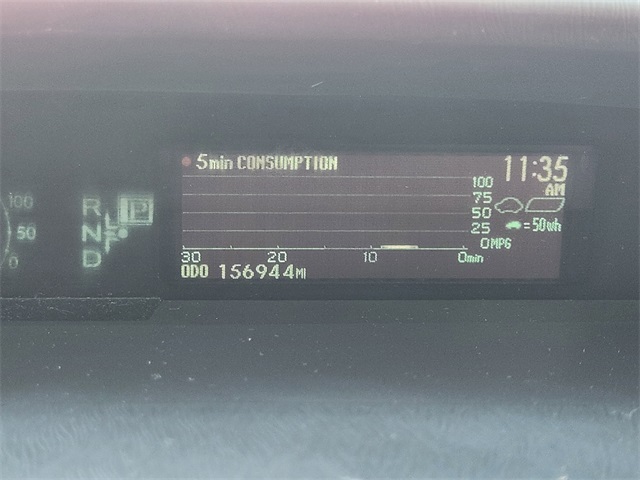 5min CONSUMPTION
11:35
AM
100
75
50
25
0MPG
=50Wh
30 20 10 0min
ODO 156944MI
100
50
0
R P
N
D